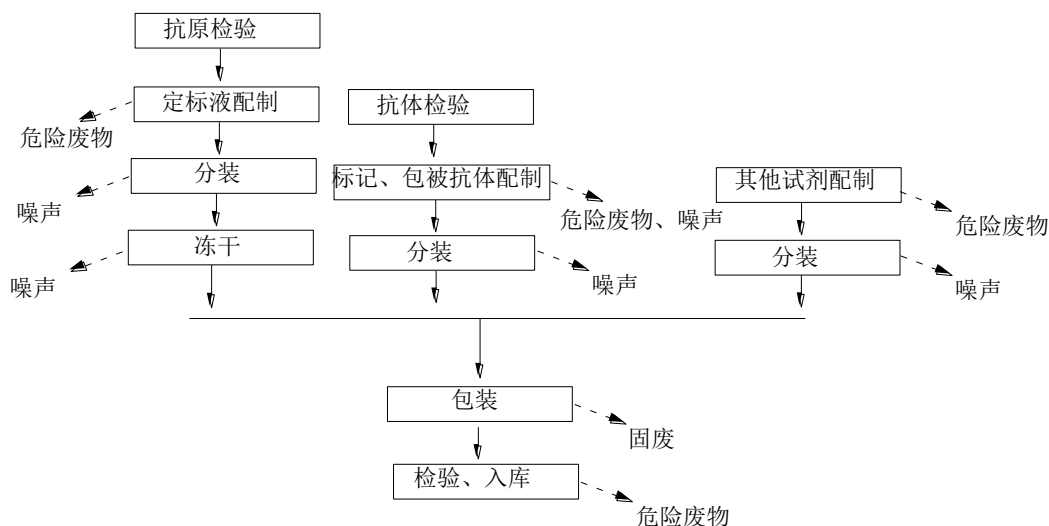 抗原检验
定标液配制
危险废物
抗体检验
分装
噪声
标记、包被抗体配制
危险废物、噪声
其他试剂配制
危险废物
冻干
噪声
分装
噪声
分装
噪声
包装
固废
检验、入库
危险废物